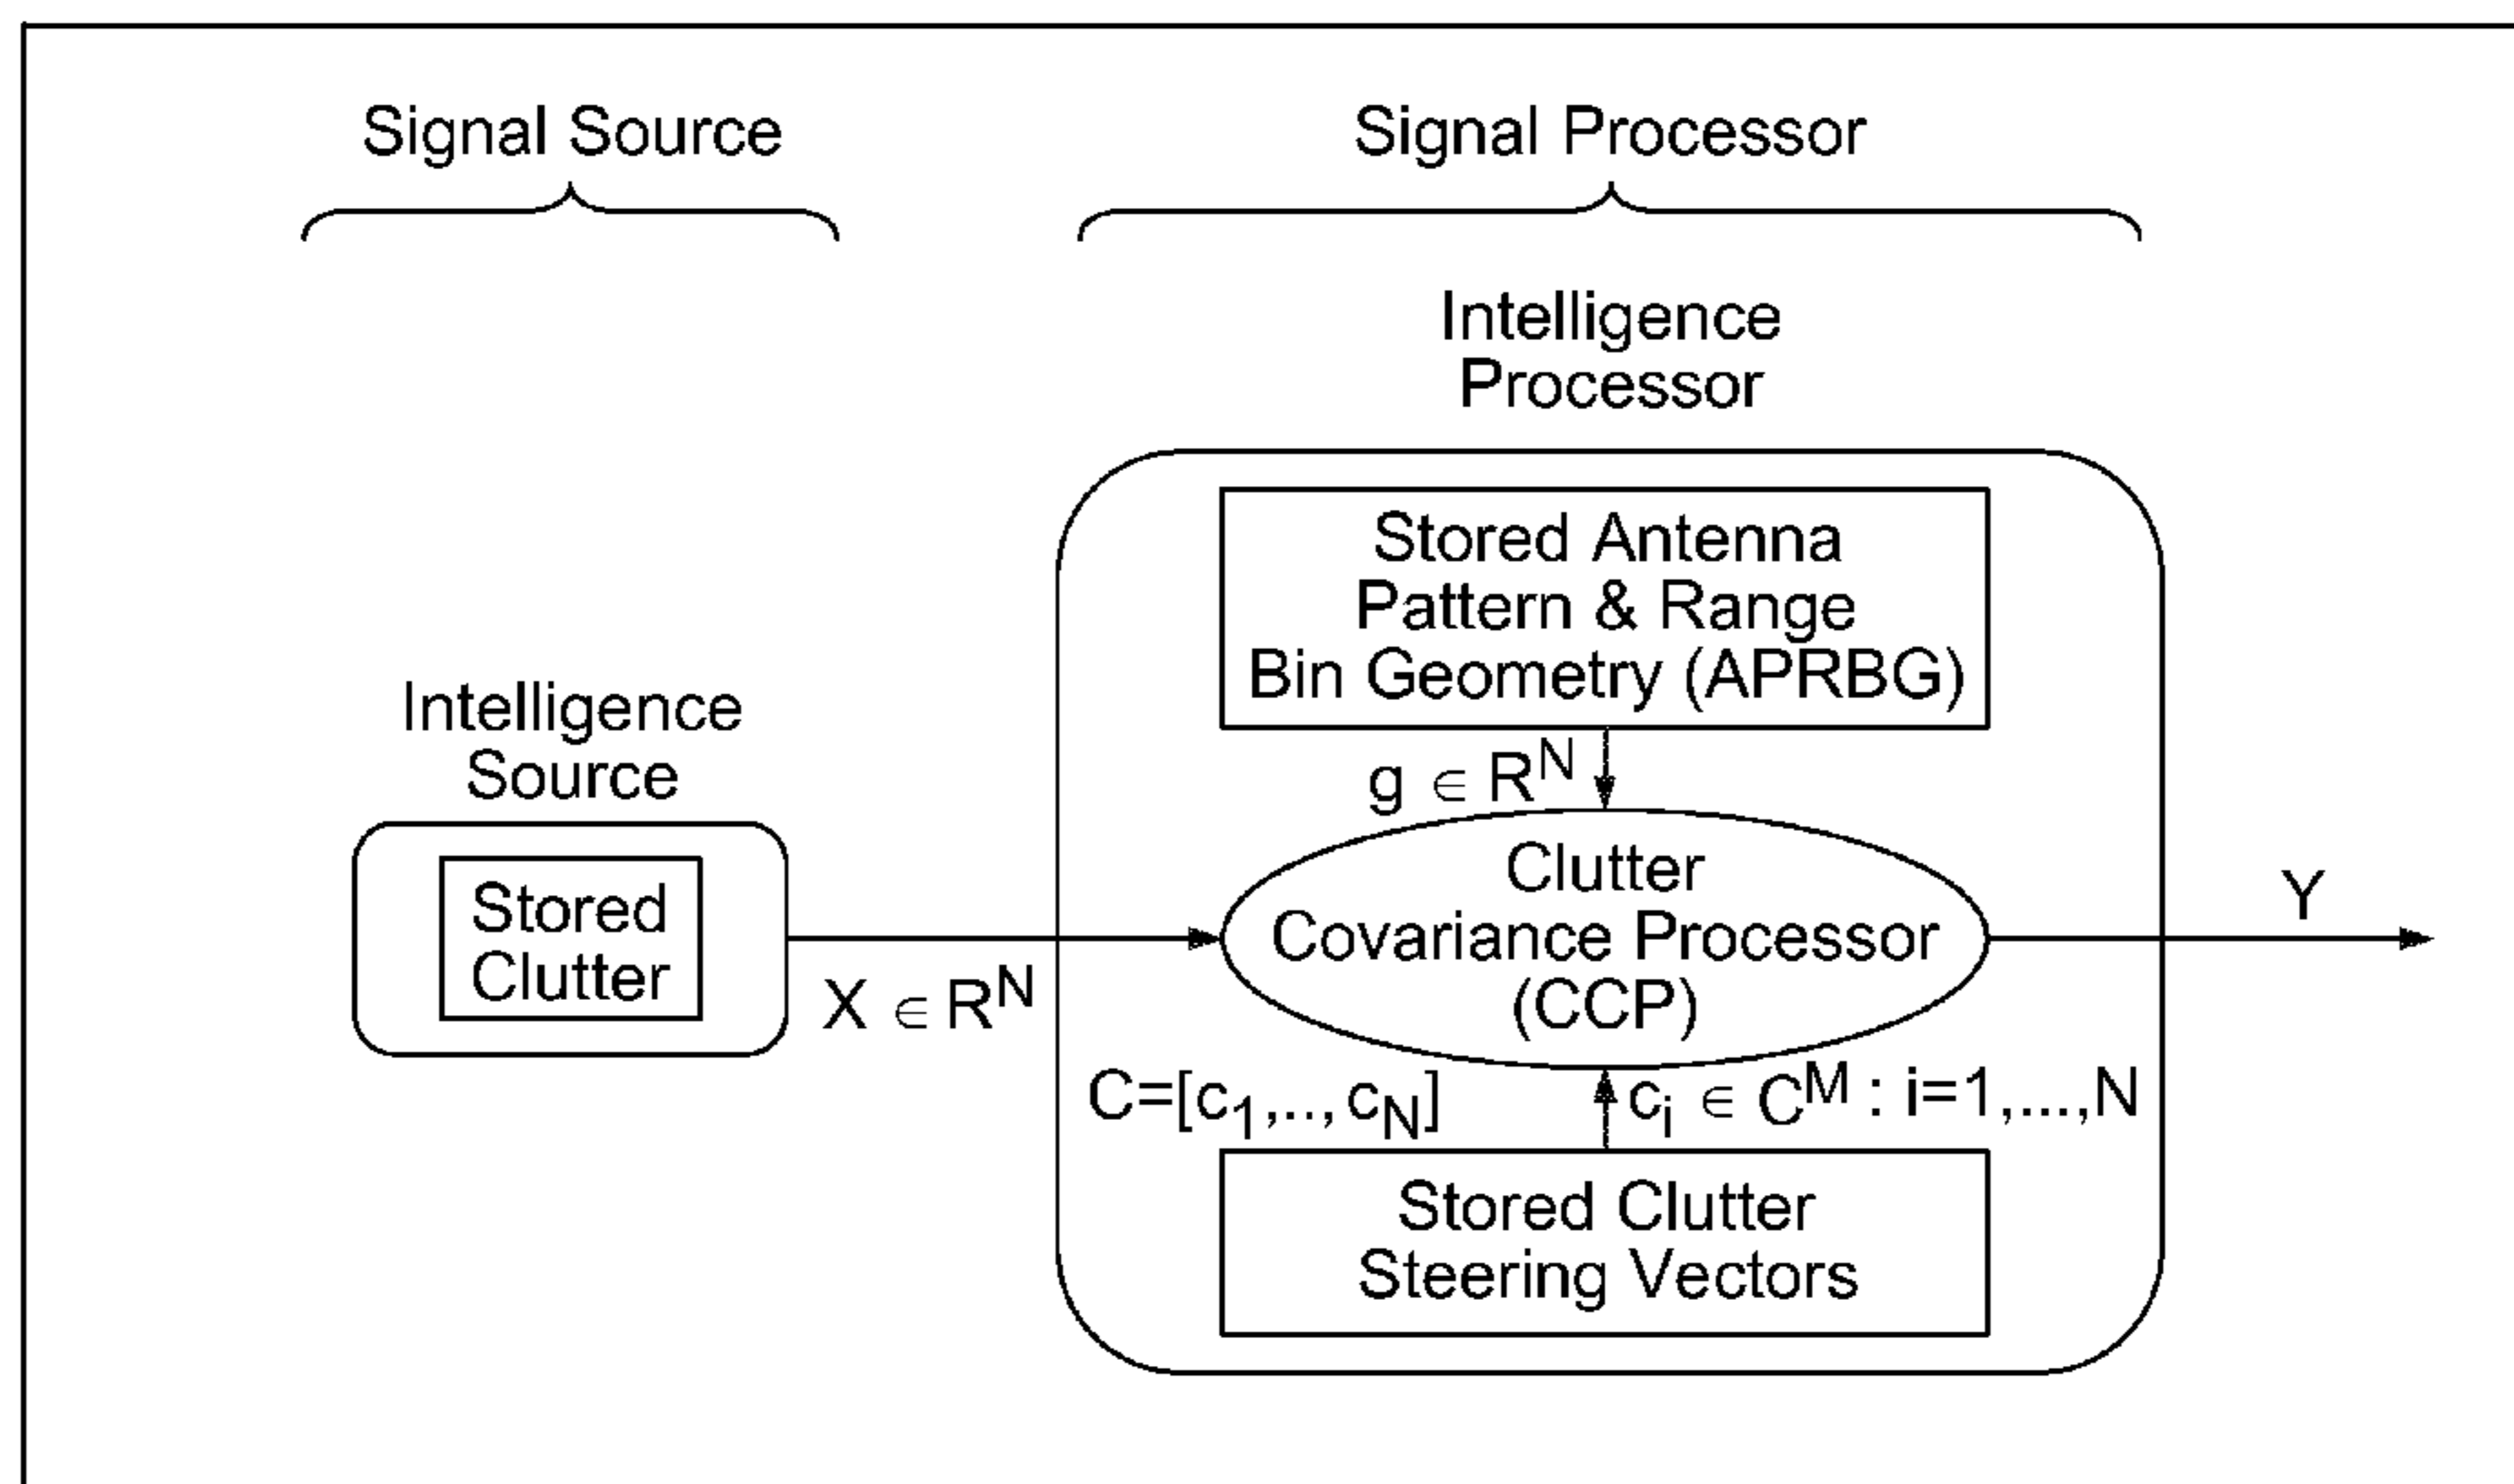 Signal Source
Signal Processor
Intelligence
Processor
Stored Antenna
Pattern & Range
Bin Geometry (APRBG)
g ∈ R^N
Intelligence
Source
Stored
Clutter
X ∈ R^N
Clutter
Covariance Processor
(CCP)
Y
C=[c_1,..,c_N]
c_i ∈ C^M : i=1,...,N
Stored Clutter
Steering Vectors